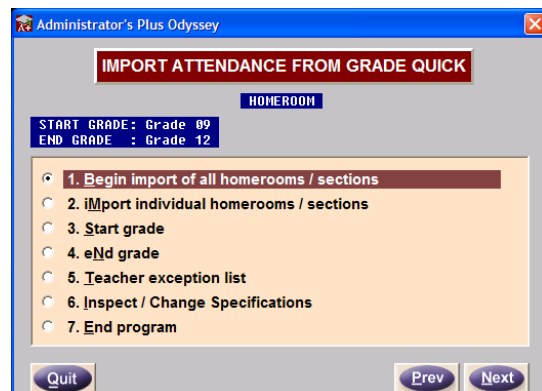 Administrator's Plus Odyssey
IMPORT ATTENDANCE FROM GRADE QUICK
HOMEROOM
START GRADE: Grade 09
END GRADE : Grade 12
1. Begin import of all homerooms / sections
2. iMport individual homerooms / sections
3. Start grade
4. eNd grade
5. Teacher exception list
6. Inspect / Change Specifications
7. End program
Quit Prev Next